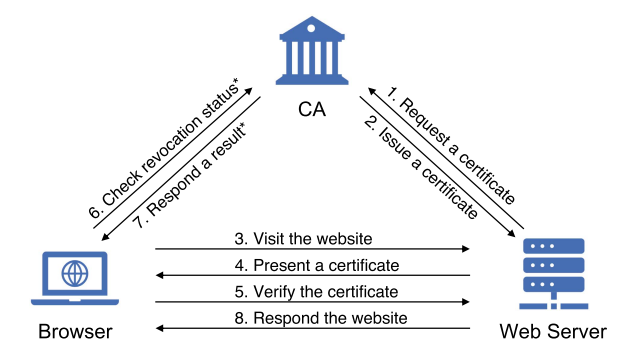 CA
1. Request a certificate
2. Issue a certificate
6. Check revocation status*
7. Respond a result*
3. Visit the website
4. Present a certificate
5. Verify the certificate
8. Respond the website
Browser
Web Server